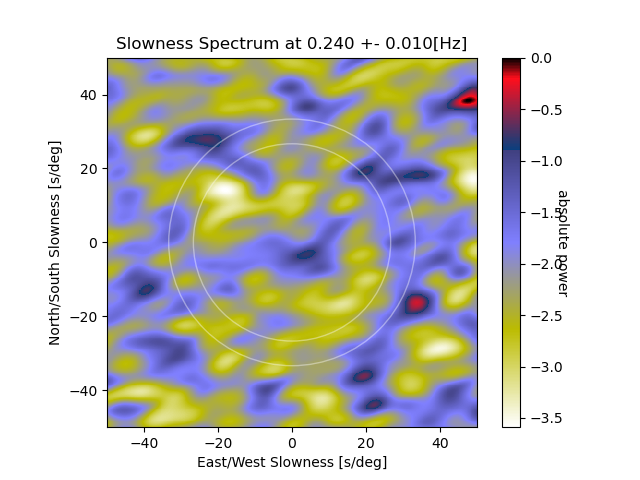 Slowness Spectrum at 0.240 +- 0.010[Hz]
North/South Slowness [s/deg]
40
20
0
−20
−40
−40 −20 0 20 40
East/West Slowness [s/deg]
0.0
−0.5
−1.0
−1.5
−2.0
−2.5
−3.0
−3.5
absolute power